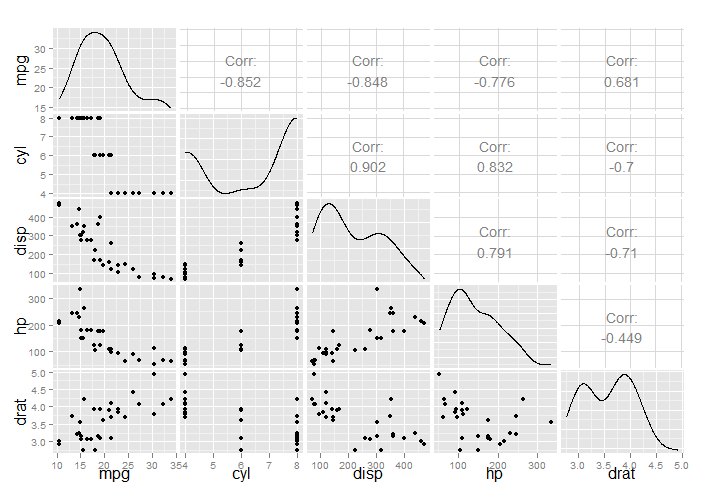 mpg
30
25
20
15
Corr:
-0.852
Corr:
-0.848
Corr:
-0.776
Corr:
0.681
cyl
8
7
6
5
4
Corr:
0.902
Corr:
0.832
Corr:
-0.7
disp
400
300
200
100
Corr:
0.791
Corr:
-0.71
hp
300
200
100
Corr:
-0.449
drat
5.0
4.5
4.0
3.5
3.0
10 15 20 25 30 354 5 6 7 8 100 200 300 400 100 200 300 3.0 3.5 4.0 4.5 5.0
mpg cyl disp hp drat